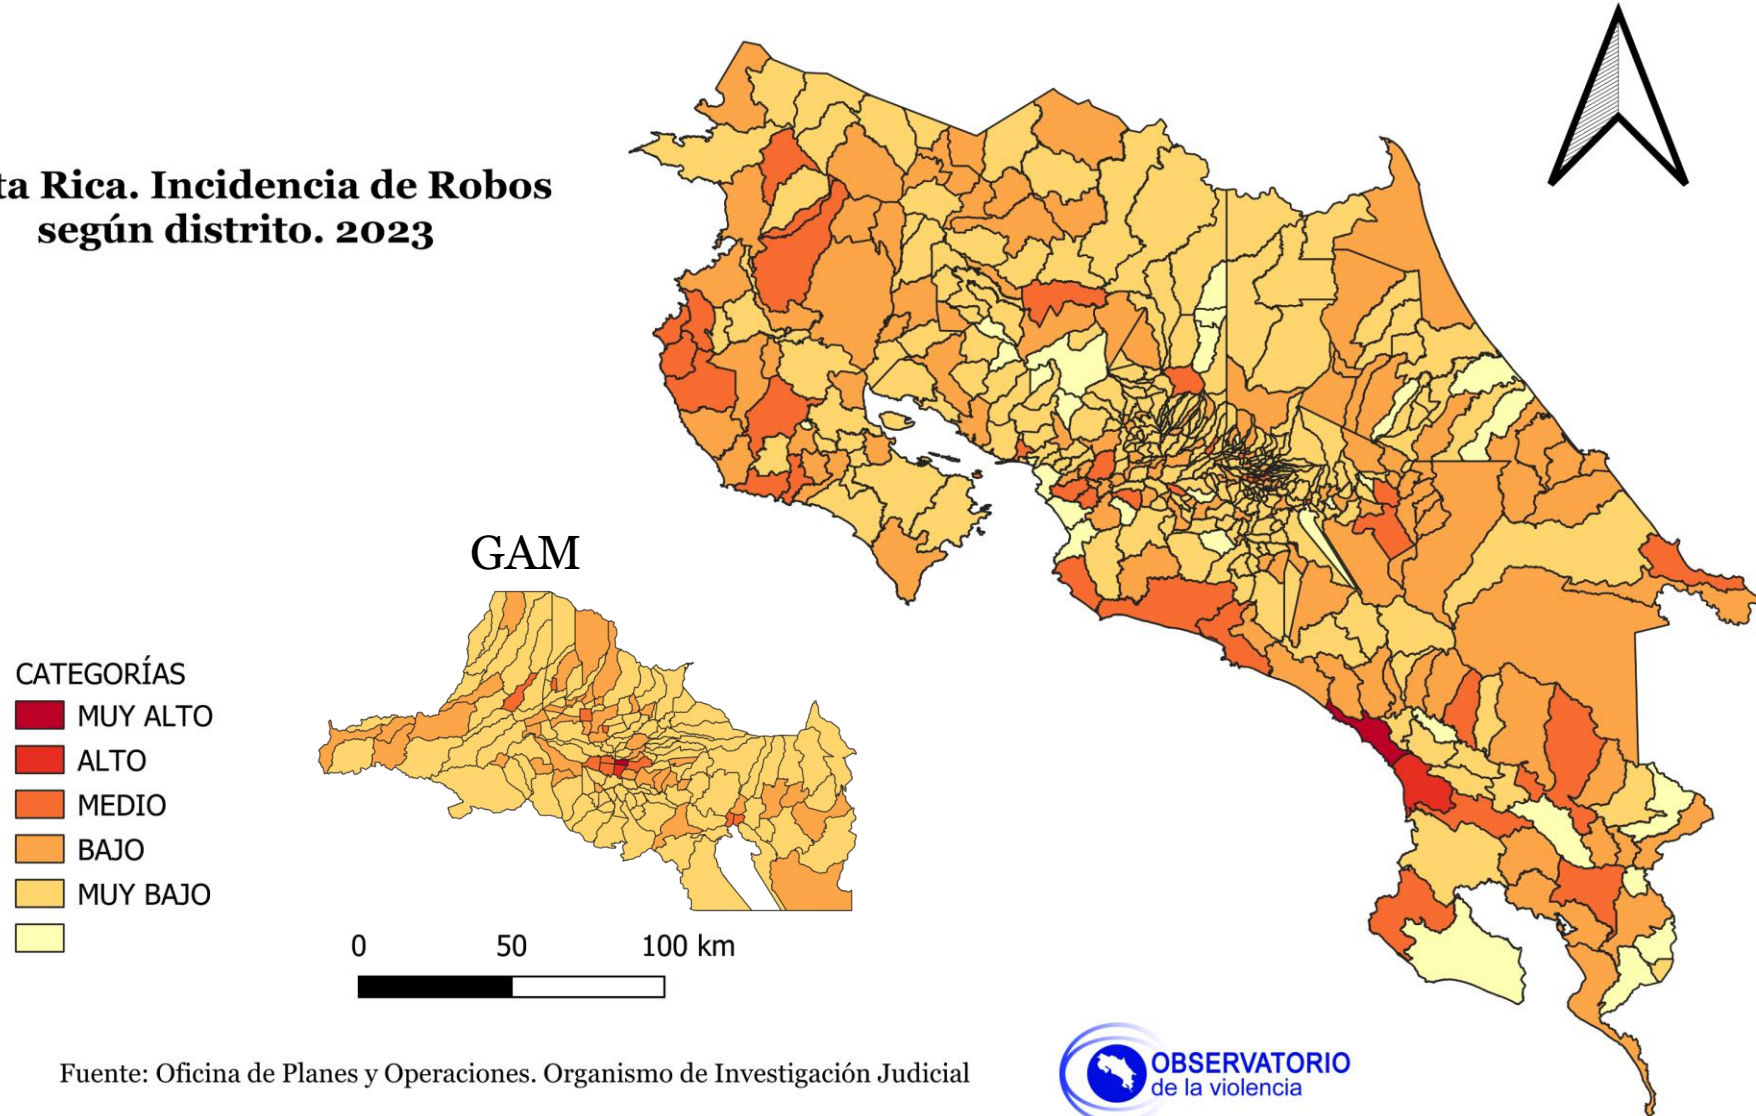 ta Rica. Incidencia de Robos
según distrito. 2023
GAM
CATEGORÍAS
MUY ALTO
ALTO
MEDIO
BAJO
MUY BAJO
0 50 100 km
Fuente: Oficina de Planes y Operaciones. Organismo de Investigación Judicial
OBSERVATORIO
de la violencia